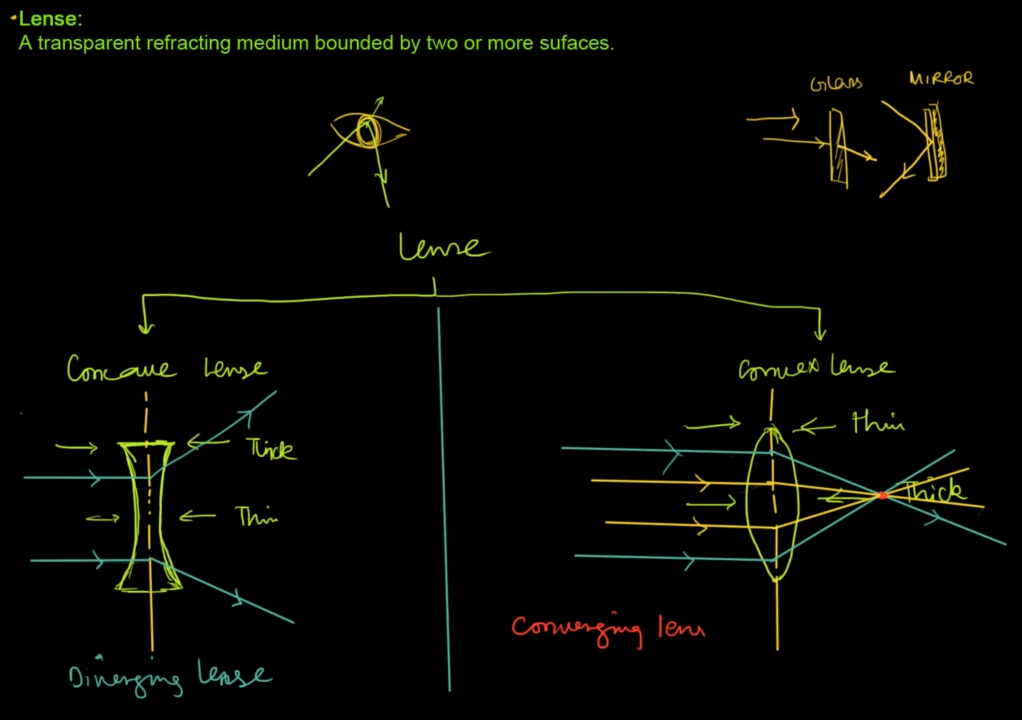 Lense:
A transparent refracting medium bounded by two or more sufaces.
Glass
MIRROR
Lense
Concave Lense
Convex lense
Thick
Thin
Thin
Thick
Converging lens
Diverging lense